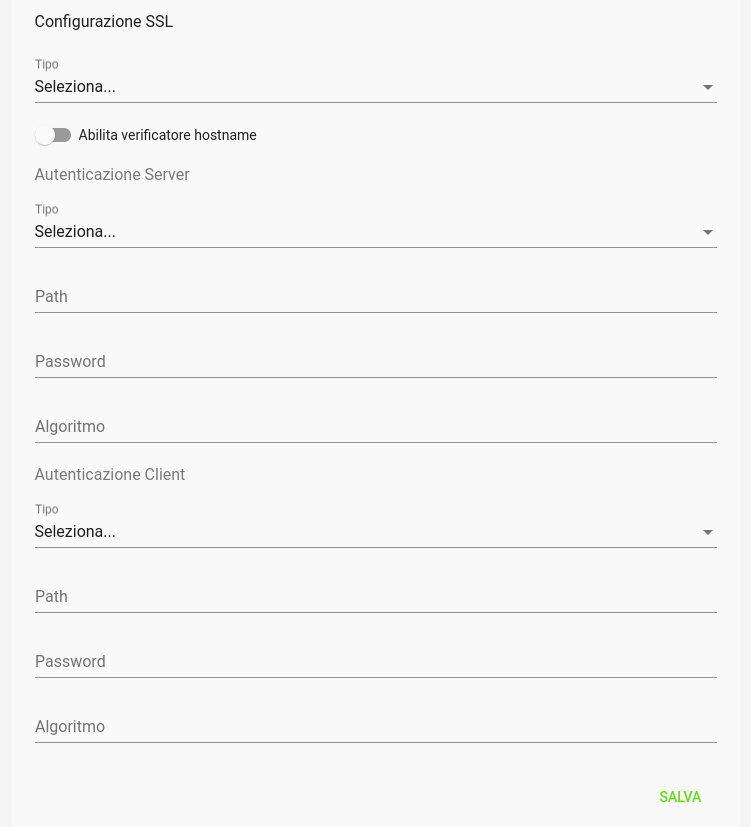 Configurazione SSL
Tipo
Seleziona...
Abilita verificatore hostname
Autenticazione Server
Tipo
Seleziona...
Path
Password
Algoritmo
Autenticazione Client
Tipo
Seleziona...
Path
Password
Algoritmo
SALVA